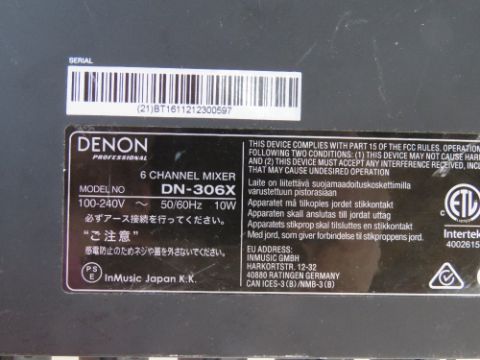 SERIAL
(21)BT1611212300597
DENON
PROFESSIONAL
6 CHANNEL MIXER
MODEL NO DN-306X
100-240V ～ 50/60Hz 10W
必ずアース接続を行ってください。
"ご注意"
感電防止のためネジや蓋を外さないでください。
PS
E
inMusic Japan K.K.
THIS DEVICE COMPLIES WITH PART 15 OF THE FCC RULES. OPERATION
FOLLOWING TWO CONDITIONS: (1) THIS DEVICE MAY NOT CAUSE HAR
AND (2) THIS DEVICE MUST ACCEPT ANY INTERFERENCE RECEIVED, IN
THAT MAY CAUSE UNDESIRED OPERATION.
Laite on liitettävä suojamaadoituskoskettimilla
varustettuun pistorasiaan
Apparatet må tilkoples jordet stikkontakt
Apparaten skall anslutas till jordat uttag
Apparatets stikprop skal tilsluttes en stikkontakt
Med jord, som giver forbindelse til stikproppens jord.
EU ADDRESS:
INMUSIC GMBH
HARKORTSTR. 12-32
40880 RATINGEN GERMANY
CAN ICES-3 (B) /NMB-3 (B)
ETL
C
Intertek
4002615